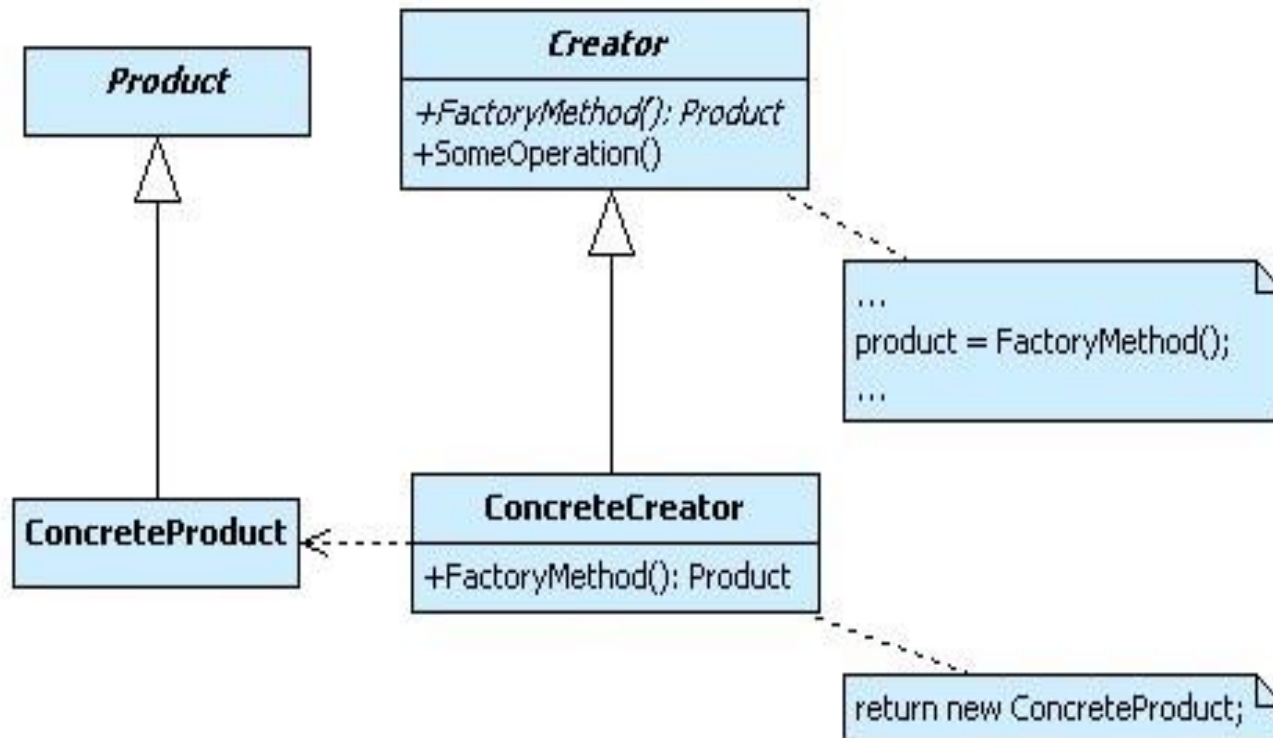 Product
Creator
+FactoryMethod(): Product
+SomeOperation()
...
product = FactoryMethod();
...
ConcreteProduct
ConcreteCreator
+FactoryMethod(): Product
return new ConcreteProduct;